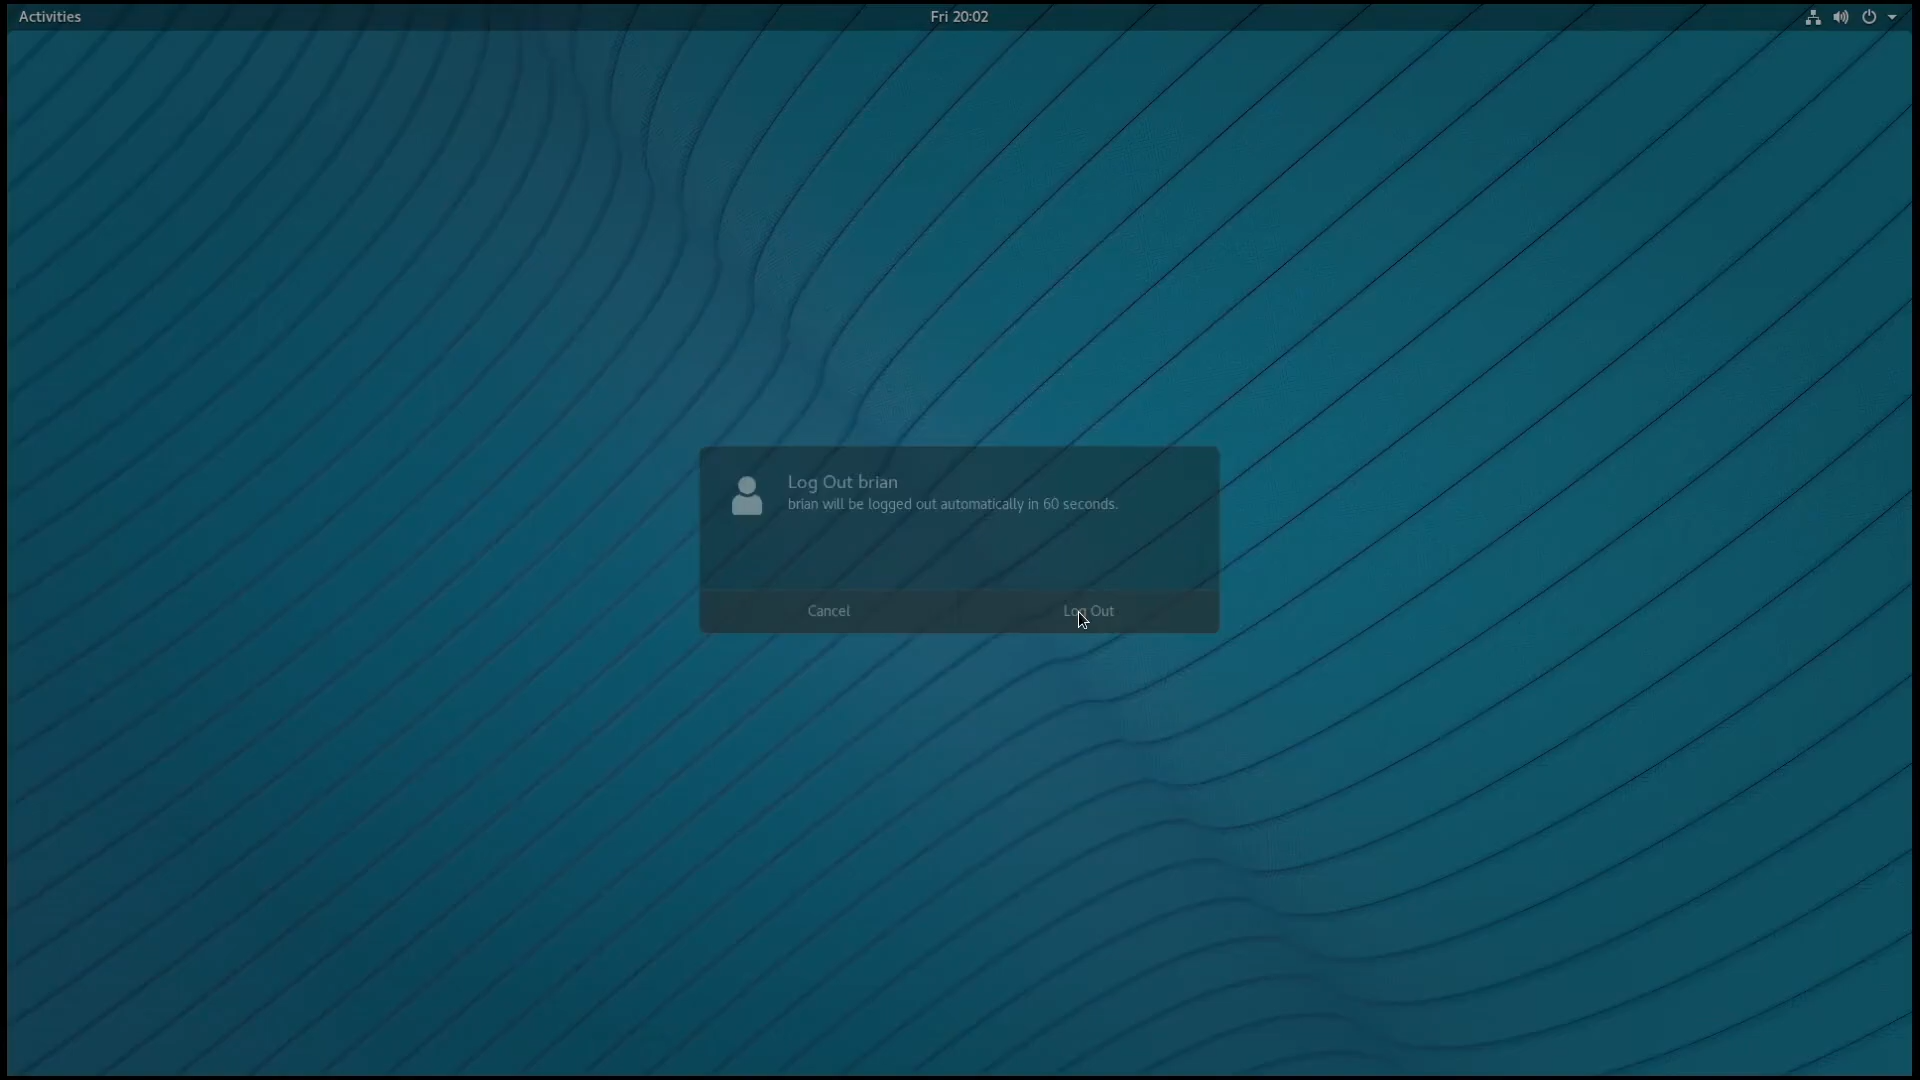 Activities
Fri 20:02
Log Out brian
brian will be logged out automatically in 60 seconds.
Cancel
Log Out